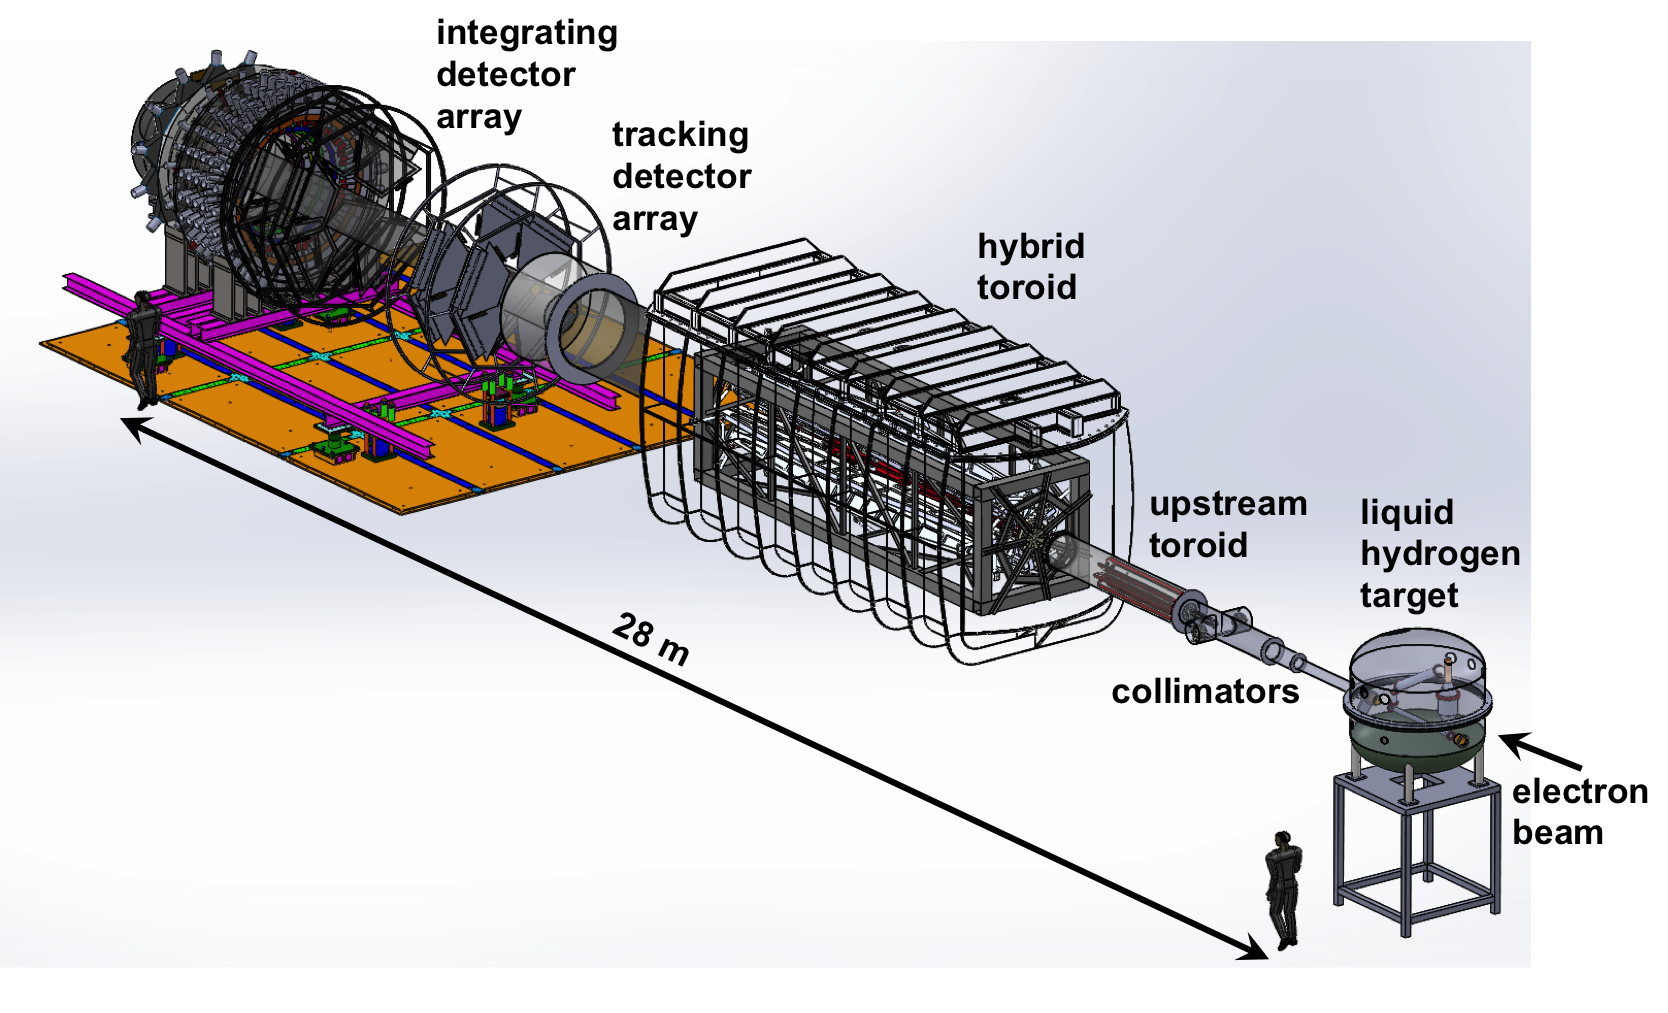 integrating
detector
array
tracking
detector
array
hybrid
toroid
upstream
toroid
liquid
hydrogen
target
28 m
collimators
electron
beam